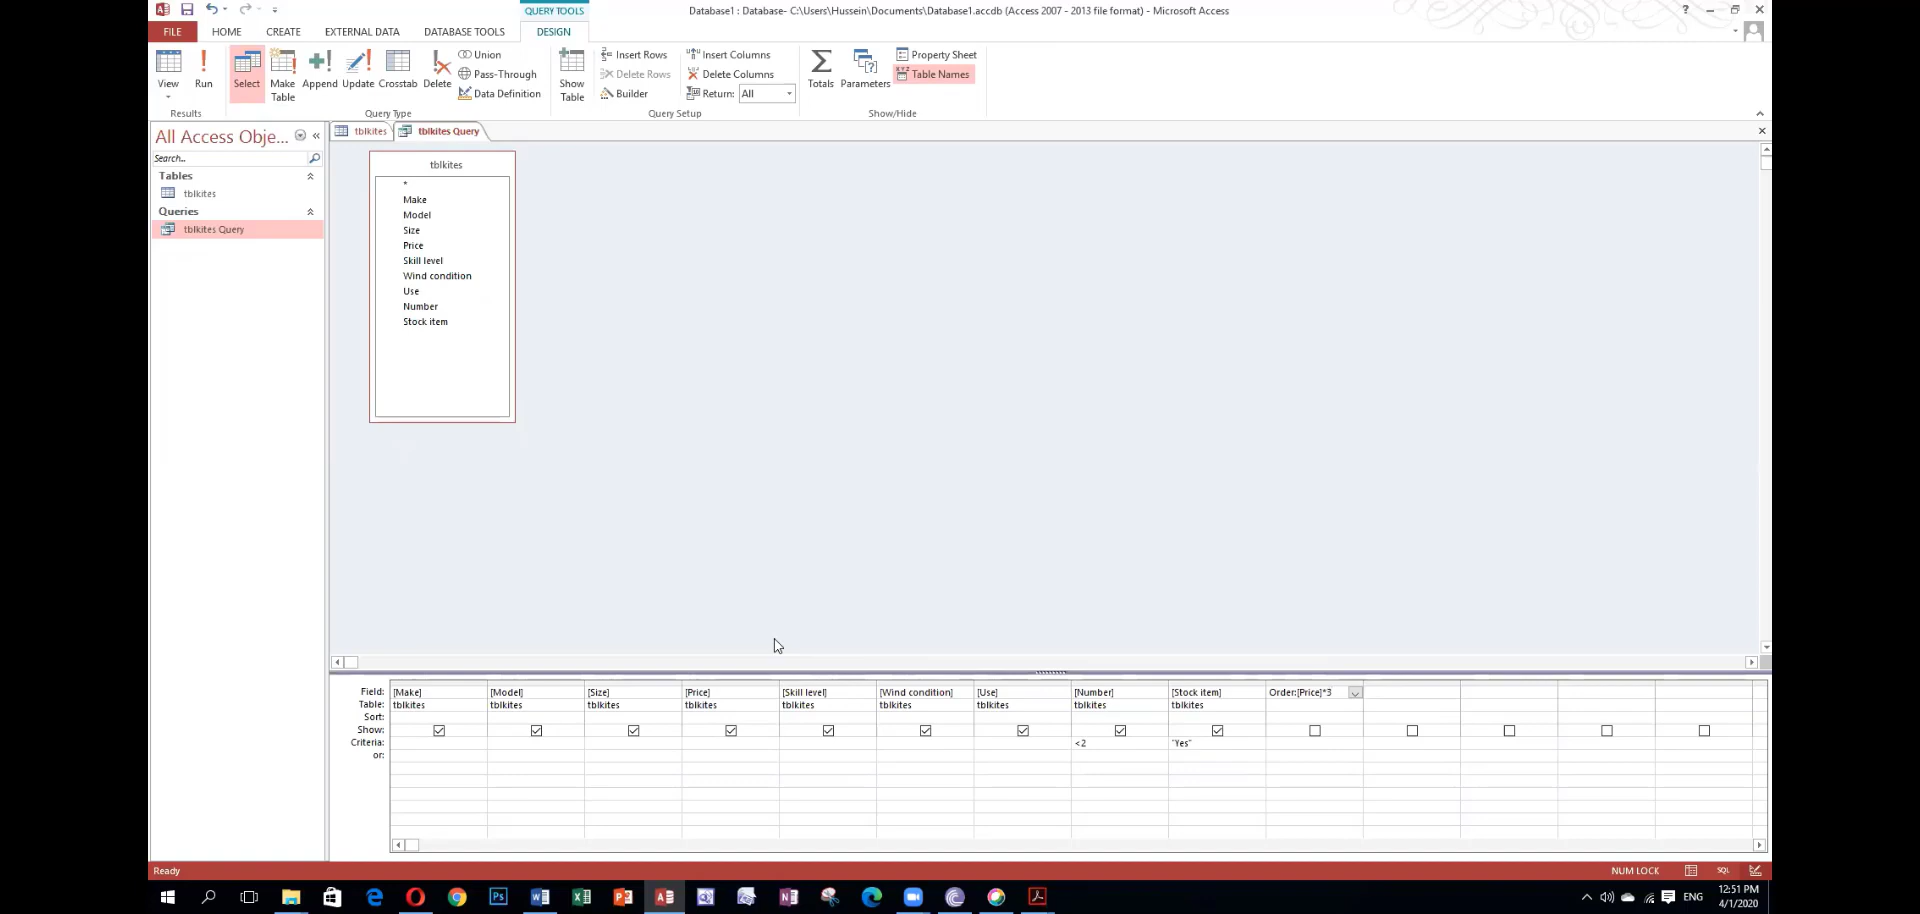 QUERY TOOLS
Database1 : Database- C:\Users\Hussein\Documents\Database1.accdb (Access 2007 - 2013 file format) - Microsoft Access
FILE HOME CREATE EXTERNAL DATA DATABASE TOOLS DESIGN
View Run Select Make Table Append Update Crosstab Delete
Union
Pass-Through
Data Definition
Show Table
Insert Rows
Delete Rows
Builder
Insert Columns
Delete Columns
Return: All
Totals Parameters
Property Sheet
Table Names
Results Query Type Query Setup Show/Hide
All Access Obje...
Search...
Tables
tblkites
Queries
tblkites Query
tblkites tblkites Query
tblkites
*
Make
Model
Size
Price
Skill level
Wind condition
Use
Number
Stock item
Field: [Make] [Model] [Size] [Price] [Skill level] [Wind condition] [Use] [Number] [Stock item] Order:[Price]*3
Table: tblkites tblkites tblkites tblkites tblkites tblkites tblkites tblkites tblkites
Sort:
Show:
Criteria: <2 "Yes"
or:
Ready NUM LOCK SQL
ENG
12:51 PM
4/1/2020